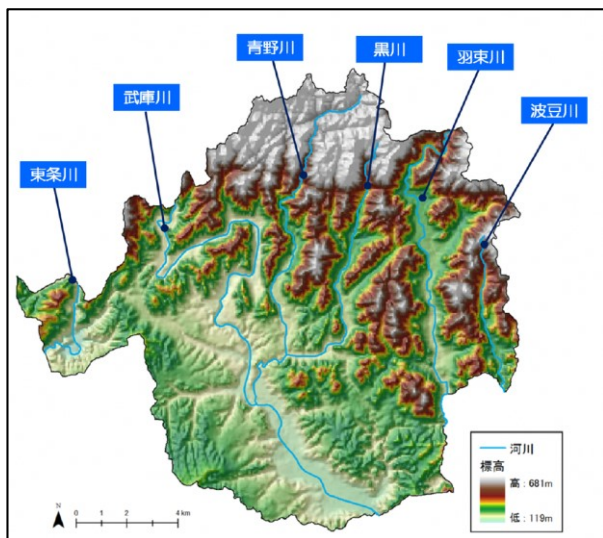 青野川
黒川
羽束川
武庫川
波豆川
東条川
河川
標高
高：681m
低：119m
N
0 1 2 4 km